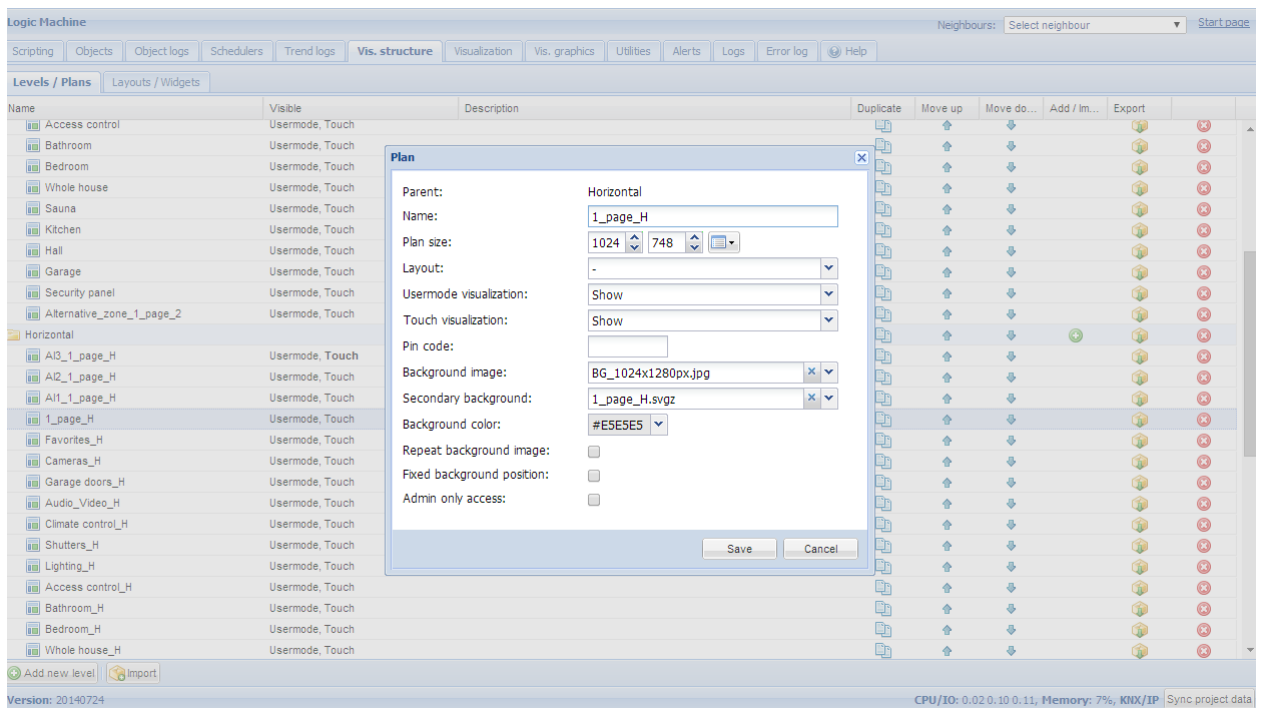 Logic Machine
Neighbours: Select neighbour Start page
Scripting Objects Object logs Schedulers Trend logs Vis. structure Visualization Vis. graphics Utilities Alerts Logs Error log Help
Levels / Plans Layouts / Widgets
Name Visible Description Duplicate Move up Move do... Add / Im... Export
Access control Usermode, Touch
Bathroom Usermode, Touch
Bedroom Usermode, Touch
Whole house Usermode, Touch
Sauna Usermode, Touch
Kitchen Usermode, Touch
Hall Usermode, Touch
Garage Usermode, Touch
Security panel Usermode, Touch
Alternative_zone_1_page_2 Usermode, Touch
Horizontal
AI3_1_page_H Usermode, Touch
AI2_1_page_H Usermode, Touch
AI1_1_page_H Usermode, Touch
1_page_H Usermode, Touch
Favorites_H Usermode, Touch
Cameras_H Usermode, Touch
Garage doors_H Usermode, Touch
Audio_Video_H Usermode, Touch
Climate control_H Usermode, Touch
Shutters_H Usermode, Touch
Lighting_H Usermode, Touch
Access control_H Usermode, Touch
Bathroom_H Usermode, Touch
Bedroom_H Usermode, Touch
Whole house_H Usermode, Touch
Plan
Parent: Horizontal
Name: 1_page_H
Plan size: 1024 748
Layout: -
Usermode visualization: Show
Touch visualization: Show
Pin code:
Background image: BG_1024x1280px.jpg
Secondary background: 1_page_H.svgz
Background color: #E5E5E5
Repeat background image:
Fixed background position:
Admin only access:
Save Cancel
Add new level Import
Version: 20140724 CPU/IO: 0.02 0.10 0.11, Memory: 7%, KNX/IP Sync project data